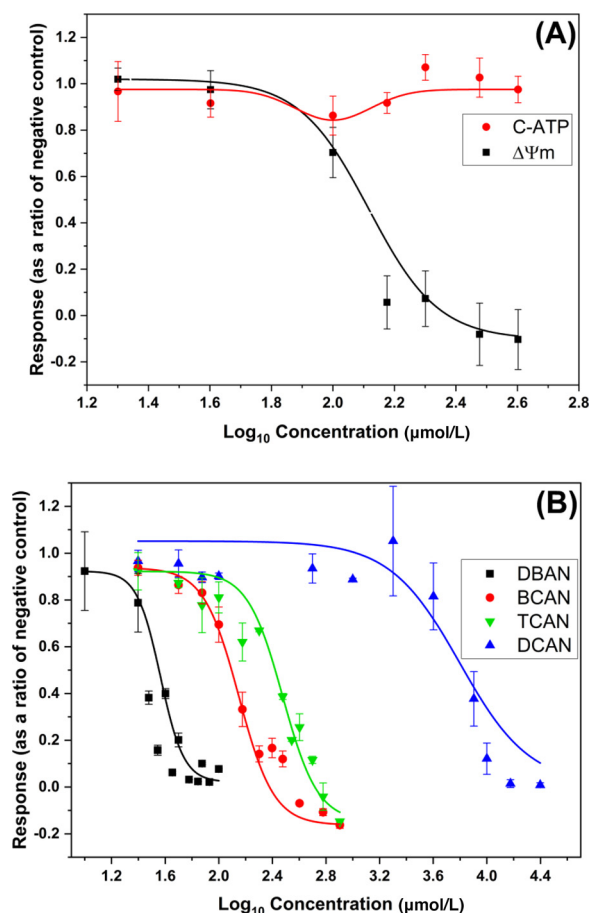 (A)
Response (as a ratio of negative control)
1.2
1.0
0.8
0.6
0.4
0.2
0.0
-0.2
C-ATP
ΔΨm
1.2 1.4 1.6 1.8 2.0 2.2 2.4 2.6 2.8
Log₁₀ Concentration (µmol/L)
(B)
Response (as a ratio of negative control)
1.2
1.0
0.8
0.6
0.4
0.2
0.0
-0.2
DBAN
BCAN
TCAN
DCAN
1.2 1.6 2.0 2.4 2.8 3.2 3.6 4.0 4.4
Log₁₀ Concentration (µmol/L)